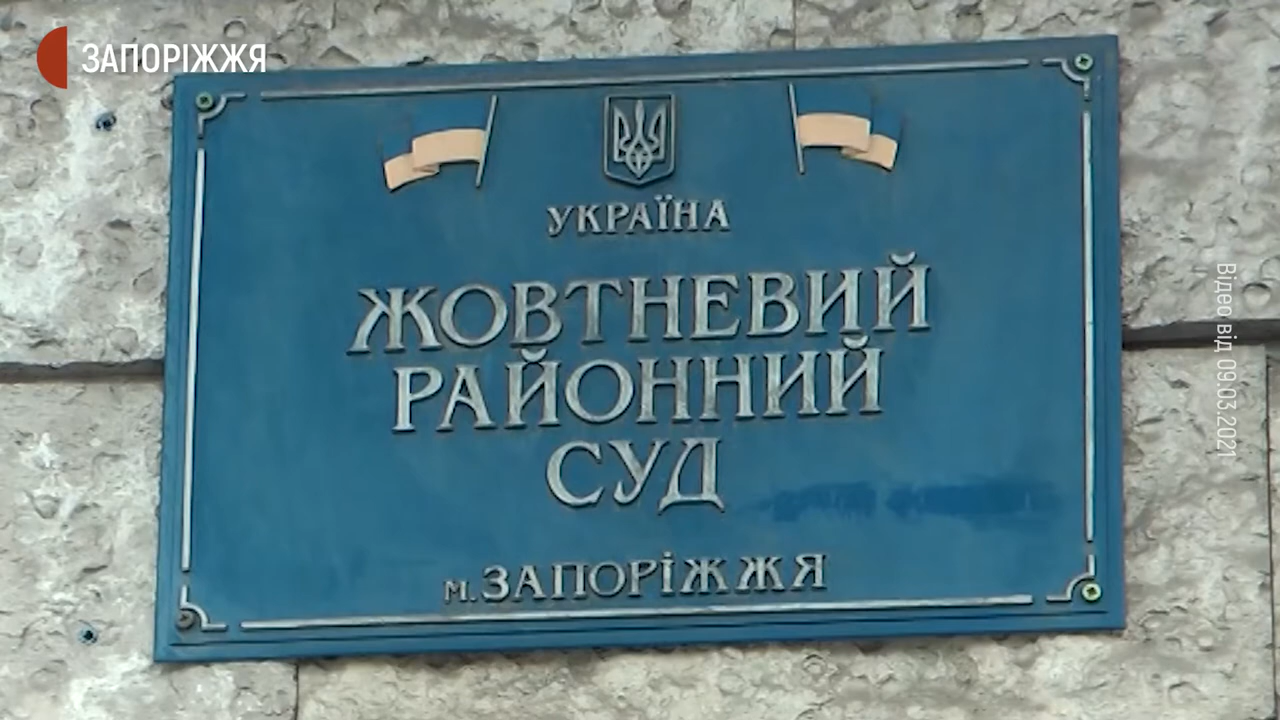 ЗАПОРІЖЖЯ
УКРАЇНА
ЖОВТНЕВИЙ
РАЙОННИЙ
СУД
м.ЗАПОРІЖЖЯ
Відео від 09.03.2021